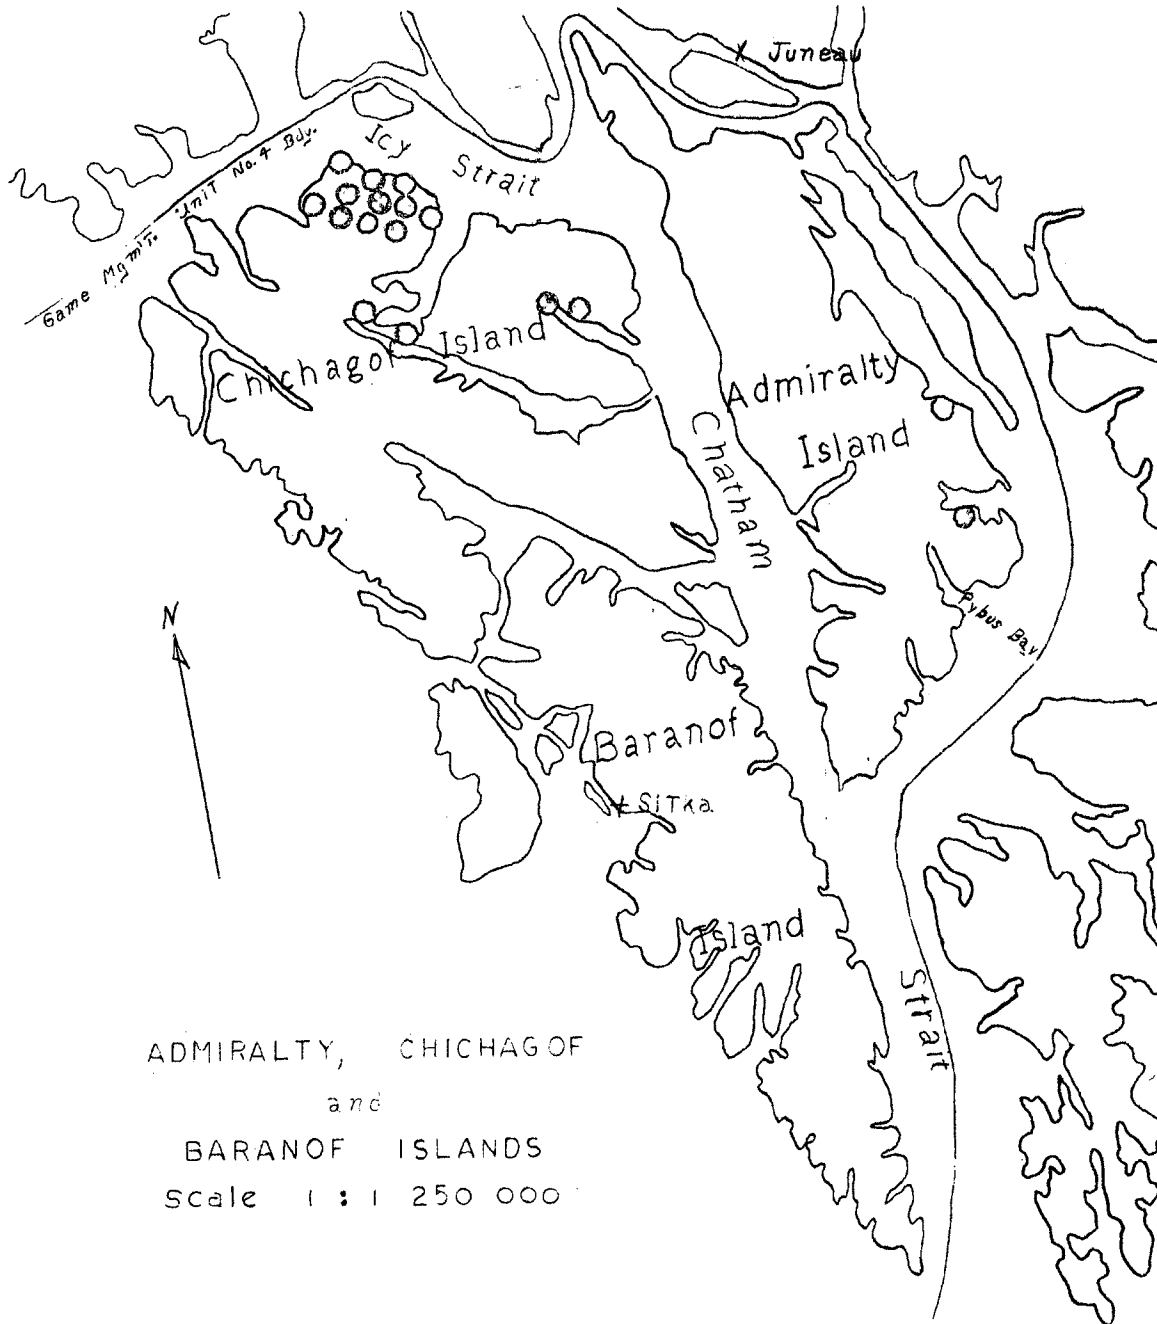 X Juneau
Icy Strait
Game Mgm'T. UniT No. 4 Bdy.
Chichagof Island
Admiralty
Island
Chatham
N
Pybus Bay
Baranof
x SiTka
Island
Strait
ADMIRALTY, CHICHAGOF
and
BARANOF ISLANDS
Scale 1 : 1 250 000